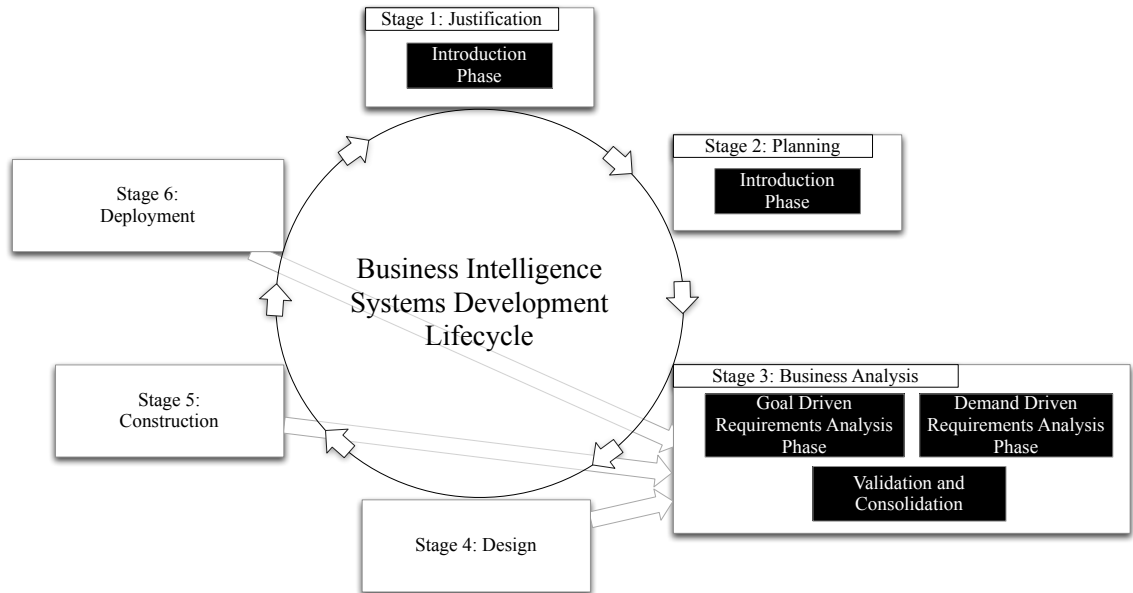 Stage 1: Justification
Introduction
Phase
Stage 2: Planning
Introduction
Phase
Stage 6:
Deployment
Business Intelligence
Systems Development
Lifecycle
Stage 3: Business Analysis
Goal Driven
Requirements Analysis
Phase
Demand Driven
Requirements Analysis
Phase
Validation and
Consolidation
Stage 5:
Construction
Stage 4: Design